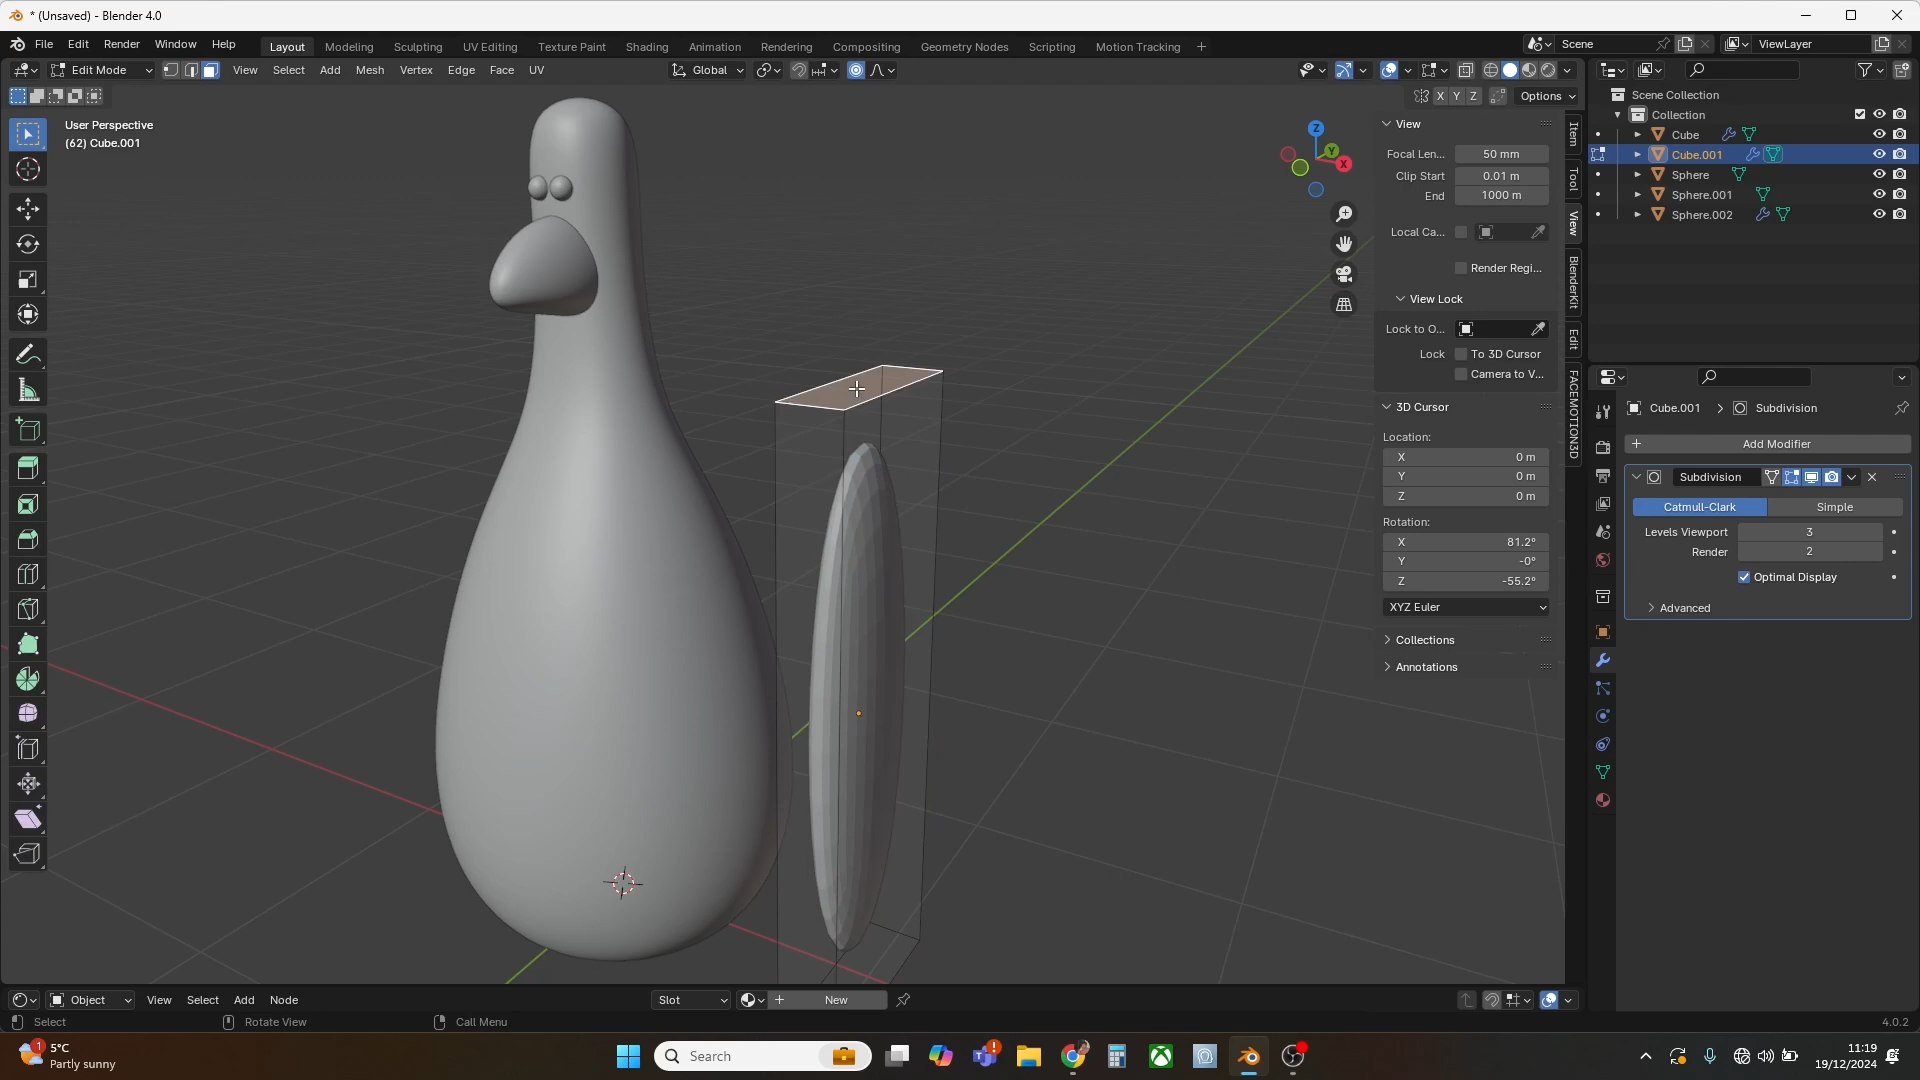 * (Unsaved) - Blender 4.0
File Edit Render Window Help
Layout Modeling Sculpting UV Editing Texture Paint Shading Animation Rendering Compositing Geometry Nodes Scripting Motion Tracking +
Scene
ViewLayer
Edit Mode
View Select Add Mesh Vertex Edge Face UV
Global
X Y Z Options
User Perspective
(62) Cube.001
Z
Y
X
View
Focal Len... 50 mm
Clip Start 0.01 m
End 1000 m
Local Ca...
Render Regi...
View Lock
Lock to O...
Lock To 3D Cursor
Camera to V...
3D Cursor
Location:
X 0 m
Y 0 m
Z 0 m
Rotation:
X 81.2°
Y -0°
Z -55.2°
XYZ Euler
Collections
Annotations
Item
Tool
View
BlenderKit
Edit
FACEMOTION3D
Scene Collection
Collection
Cube
Cube.001
Sphere
Sphere.001
Sphere.002
Cube.001 > Subdivision
+ Add Modifier
Subdivision
Catmull-Clark Simple
Levels Viewport 3
Render 2
Optimal Display
Advanced
Object
View Select Add Node
Slot
+ New
Select
Rotate View
Call Menu
4.0.2
1
5°C
Partly sunny
Search
11:19
19/12/2024